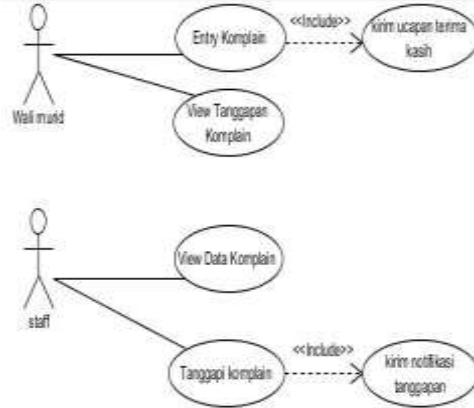 Entry Komplain
<<Include>>
kirim ucapan terima
kasih
Wali murid
View Tanggapan
Komplain
View Data Komplain
staff
Tanggapi komplain
<<Include>>
kirim notifikasi
tanggapan